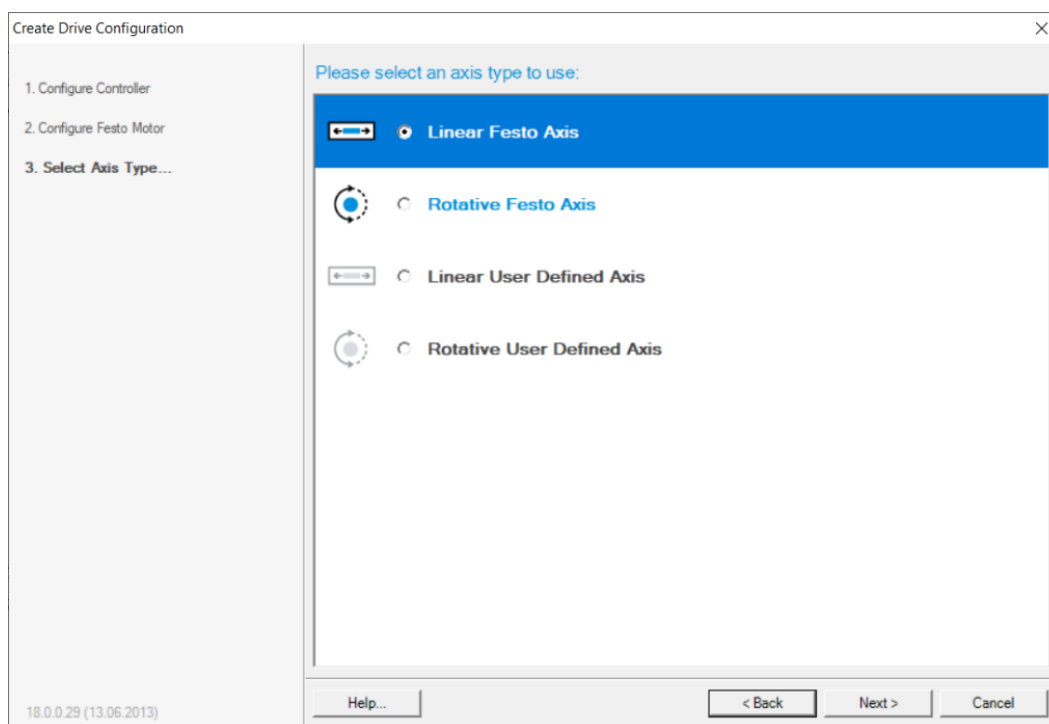 Create Drive Configuration
1. Configure Controller
2. Configure Festo Motor
3. Select Axis Type...
Please select an axis type to use:
Linear Festo Axis
Rotative Festo Axis
Linear User Defined Axis
Rotative User Defined Axis
18.0.0.29 (13.06.2013)
Help...
< Back
Next >
Cancel